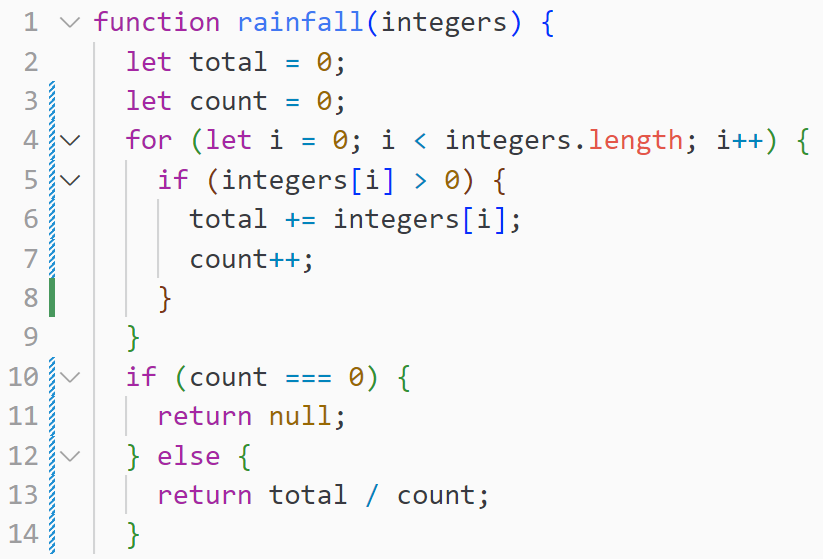 1 function rainfall(integers) {
2   let total = 0;
3   let count = 0;
4   for (let i = 0; i < integers.length; i++) {
5     if (integers[i] > 0) {
6       total += integers[i];
7       count++;
8     }
9   }
10   if (count === 0) {
11     return null;
12   } else {
13     return total / count;
14   }